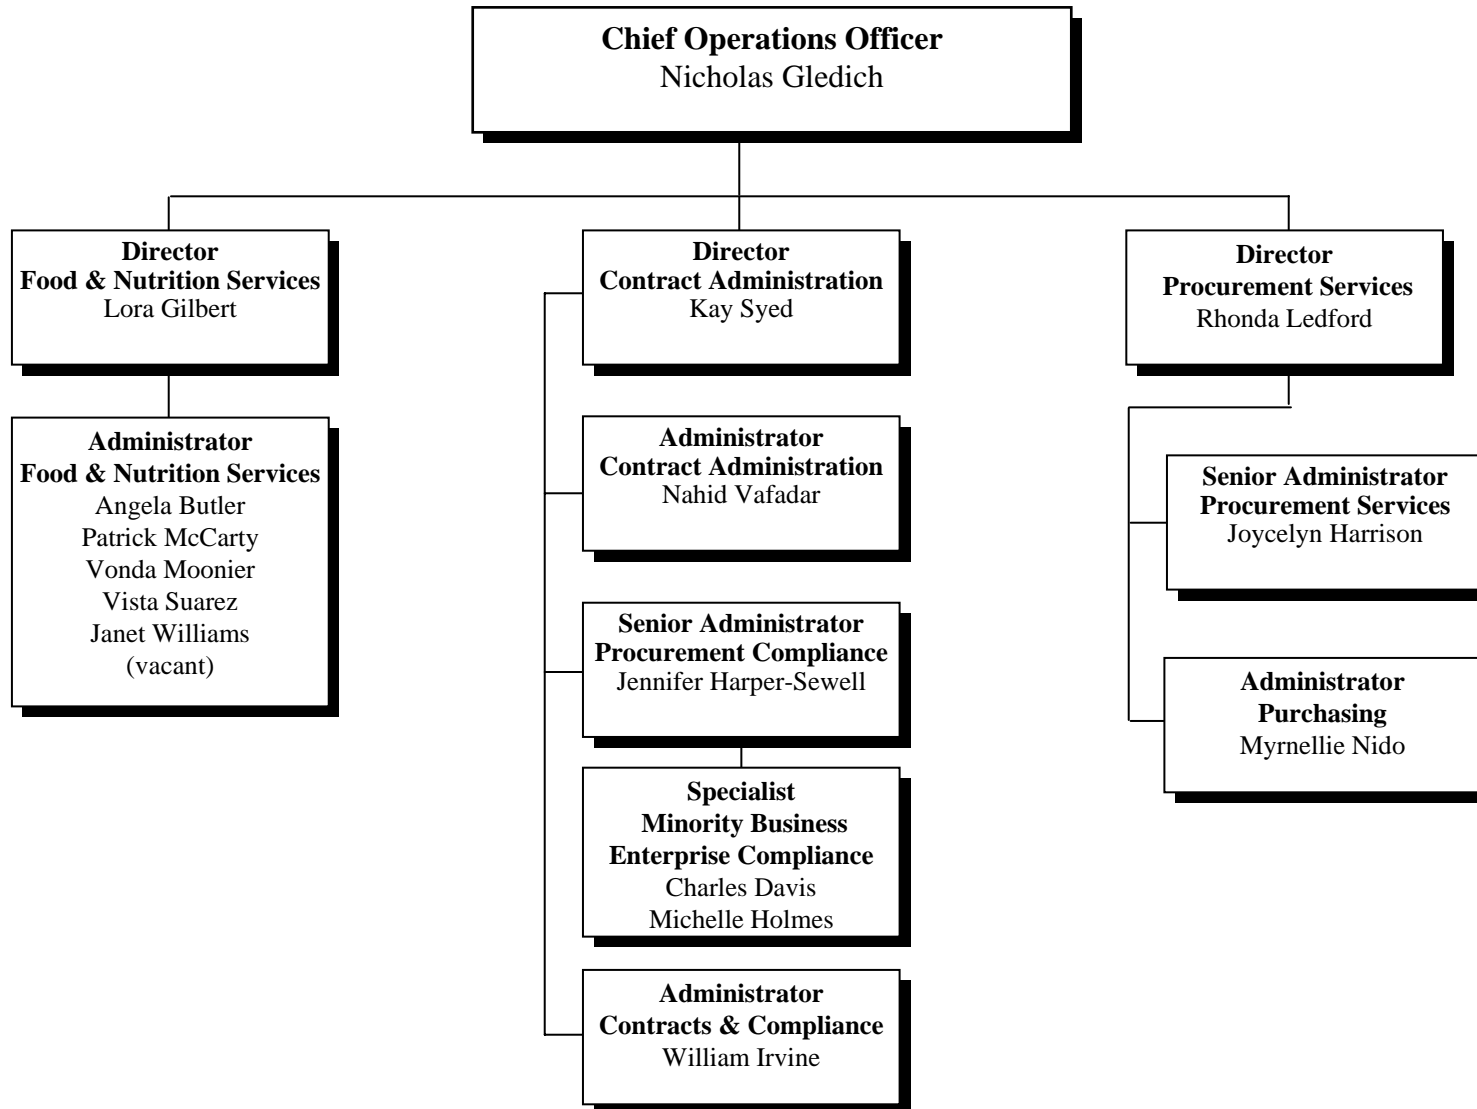 Chief Operations Officer
Nicholas Gledich
Director
Food & Nutrition Services
Lora Gilbert
Administrator
Food & Nutrition Services
Angela Butler
Patrick McCarty
Vonda Moonier
Vista Suarez
Janet Williams
(vacant)
Director
Contract Administration
Kay Syed
Administrator
Contract Administration
Nahid Vafadar
Senior Administrator
Procurement Compliance
Jennifer Harper-Sewell
Specialist
Minority Business
Enterprise Compliance
Charles Davis
Michelle Holmes
Administrator
Contracts & Compliance
William Irvine
Director
Procurement Services
Rhonda Ledford
Senior Administrator
Procurement Services
Joycelyn Harrison
Administrator
Purchasing
Myrnellie Nido